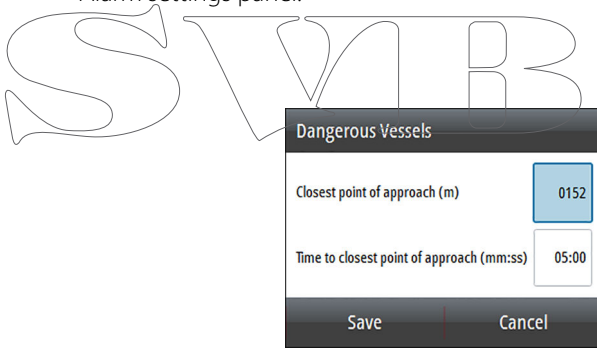 Alarm settings panel.
SVB
Dangerous Vessels
Closest point of approach (m) 0152
Time to closest point of approach (mm:ss) 05:00
Save Cancel